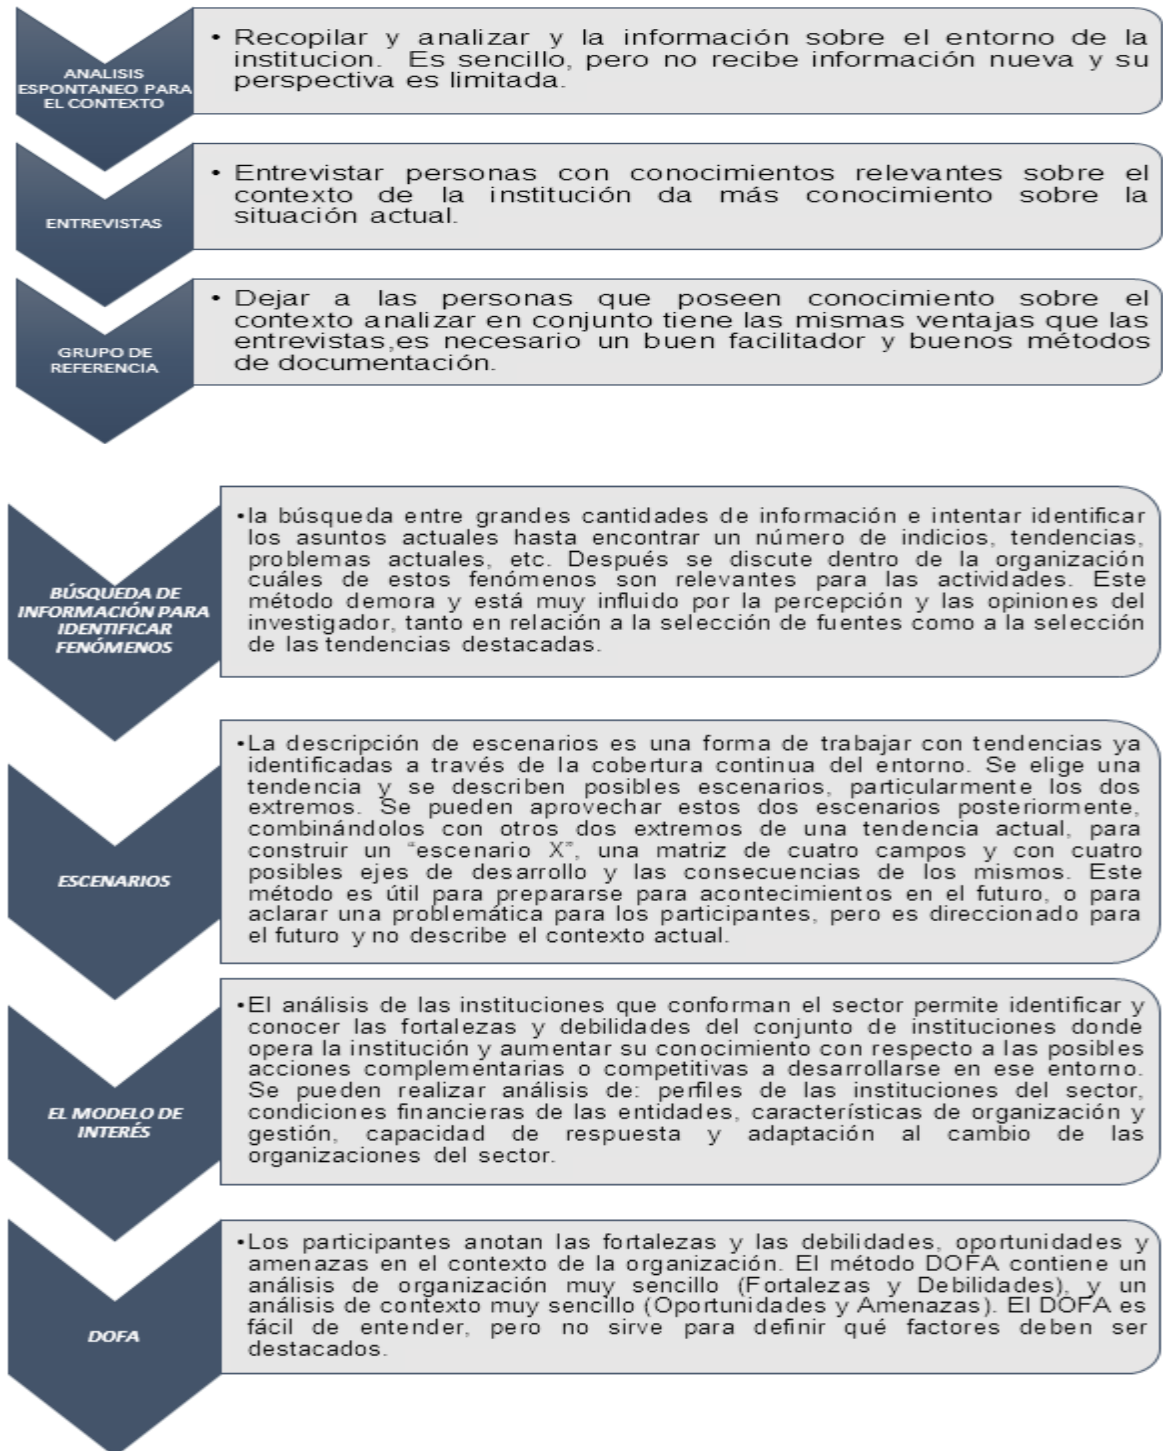 ANALISIS
ESPONTANEO PARA
EL CONTEXTO
• Recopilar y analizar y la información sobre el entorno de la
institucion. Es sencillo, pero no recibe información nueva y su
perspectiva es limitada.
ENTREVISTAS
• Entrevistar personas con conocimientos relevantes sobre el
contexto de la institución da más conocimiento sobre la
situación actual.
GRUPO DE
REFERENCIA
• Dejar a las personas que poseen conocimiento sobre el
contexto analizar en conjunto tiene las mismas ventajas que las
entrevistas,es necesario un buen facilitador y buenos métodos
de documentación.
BÚSQUEDA DE
INFORMACIÓN PARA
IDENTIFICAR
FENÓMENOS
•la búsqueda entre grandes cantidades de información e intentar identificar
los asuntos actuales hasta encontrar un número de indicios, tendencias,
problemas actuales, etc. Después se discute dentro de la organización
cuáles de estos fenómenos son relevantes para las actividades. Este
método demora y está muy influido por la percepción y las opiniones del
investigador, tanto en relación a la selección de fuentes como a la selección
de las tendencias destacadas.
ESCENARIOS
•La descripción de escenarios es una forma de trabajar con tendencias ya
identificadas a través de la cobertura continua del entorno. Se elige una
tendencia y se describen posibles escenarios, particularmente los dos
extremos. Se pueden aprovechar estos dos escenarios posteriormente,
combinándolos con otros dos extremos de una tendencia actual, para
construir un “escenario X”, una matriz de cuatro campos y con cuatro
posibles ejes de desarrollo y las consecuencias de los mismos. Este
método es útil para prepararse para acontecimientos en el futuro, o para
aclarar una problemática para los participantes, pero es direccionado para
el futuro y no describe el contexto actual.
EL MODELO DE
INTERÉS
•El análisis de las instituciones que conforman el sector permite identificar y
conocer las fortalezas y debilidades del conjunto de instituciones donde
opera la institución y aumentar su conocimiento con respecto a las posibles
acciones complementarias o competitivas a desarrollarse en ese entorno.
Se pueden realizar análisis de: perfiles de las instituciones del sector,
condiciones financieras de las entidades, características de organización y
gestión, capacidad de respuesta y adaptación al cambio de las
organizaciones del sector.
DOFA
•Los participantes anotan las fortalezas y las debilidades, oportunidades y
amenazas en el contexto de la organización. El método DOFA contiene un
análisis de organización muy sencillo (Fortalezas y Debilidades), y un
análisis de contexto muy sencillo (Oportunidades y Amenazas). El DOFA es
fácil de entender, pero no sirve para definir qué factores deben ser
destacados.